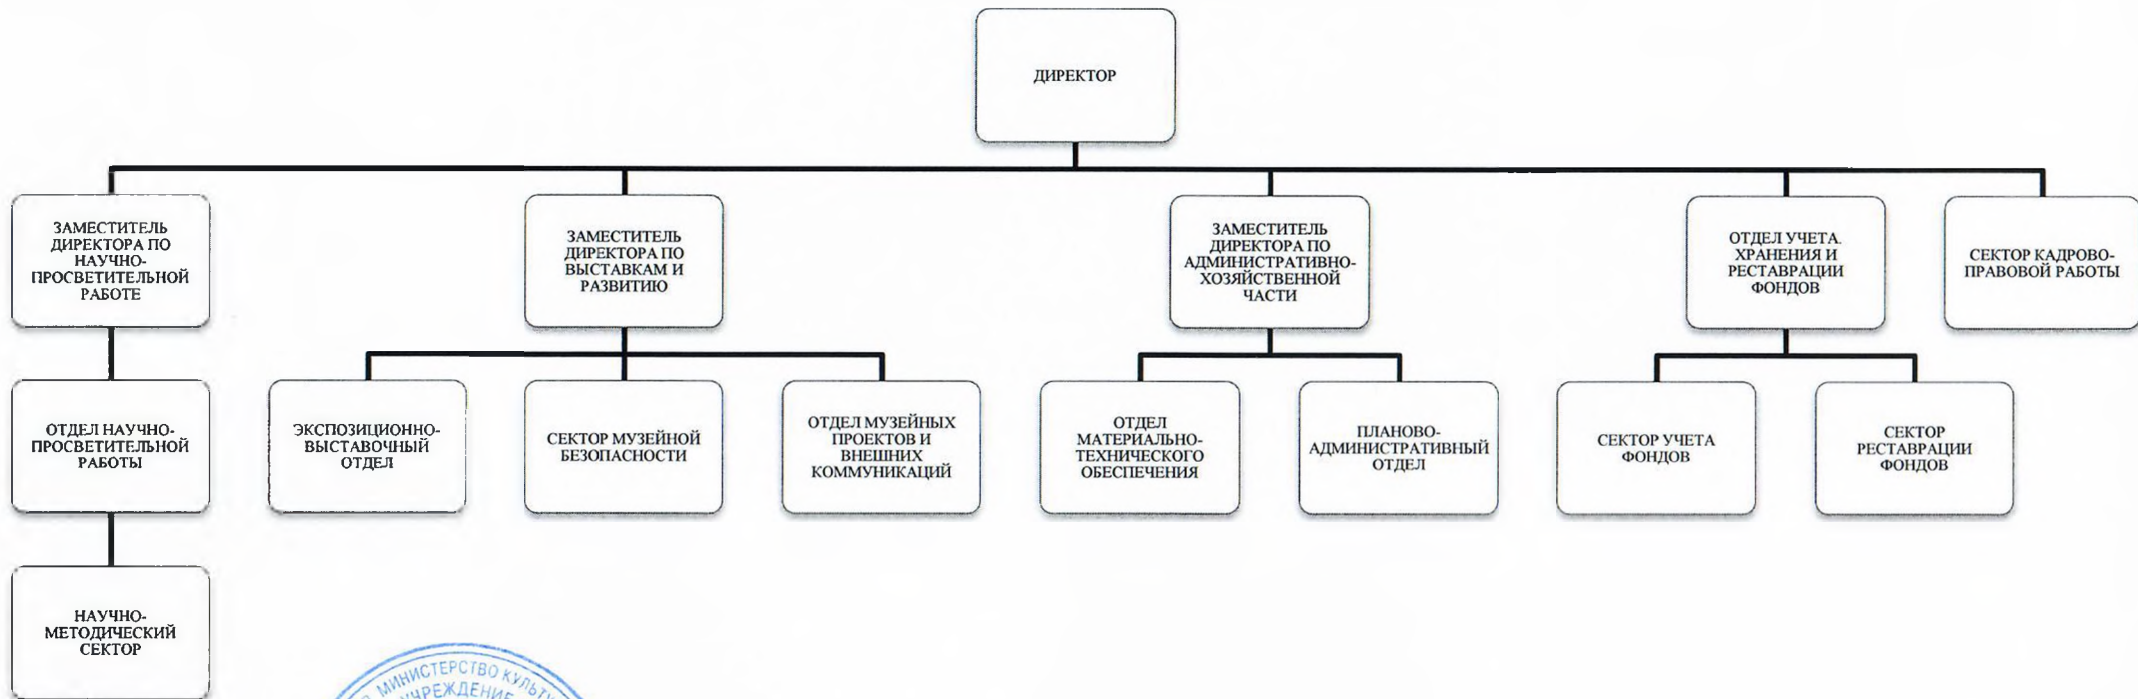 ДИРЕКТОР
ЗАМЕСТИТЕЛЬ
ДИРЕКТОРА ПО
НАУЧНО-
ПРОСВЕТИТЕЛЬНОЙ
РАБОТЕ
ЗАМЕСТИТЕЛЬ
ДИРЕКТОРА ПО
ВЫСТАВКАМ И
РАЗВИТИЮ
ЗАМЕСТИТЕЛЬ
ДИРЕКТОРА ПО
АДМИНИСТРАТИВНО-
ХОЗЯЙСТВЕННОЙ
ЧАСТИ
ОТДЕЛ УЧЕТА.
ХРАНЕНИЯ И
РЕСТАВРАЦИИ
ФОНДОВ
СЕКТОР КАДРОВО-
ПРАВОВОЙ РАБОТЫ
ОТДЕЛ НАУЧНО-
ПРОСВЕТИТЕЛЬНОЙ
РАБОТЫ
ЭКСПОЗИЦИОННО-
ВЫСТАВОЧНЫЙ
ОТДЕЛ
СЕКТОР МУЗЕЙНОЙ
БЕЗОПАСНОСТИ
ОТДЕЛ МУЗЕЙНЫХ
ПРОЕКТОВ И
ВНЕШНИХ
КОММУНИКАЦИЙ
ОТДЕЛ
МАТЕРИАЛЬНО-
ТЕХНИЧЕСКОГО
ОБЕСПЕЧЕНИЯ
ПЛАНОВО-
АДМИНИСТРАТИВНЫЙ
ОТДЕЛ
СЕКТОР УЧЕТА
ФОНДОВ
СЕКТОР
РЕСТАВРАЦИИ
ФОНДОВ
НАУЧНО-
МЕТОДИЧЕСКИЙ
СЕКТОР
МИНИСТЕРСТВО
УЧРЕЖДЕНИЕ